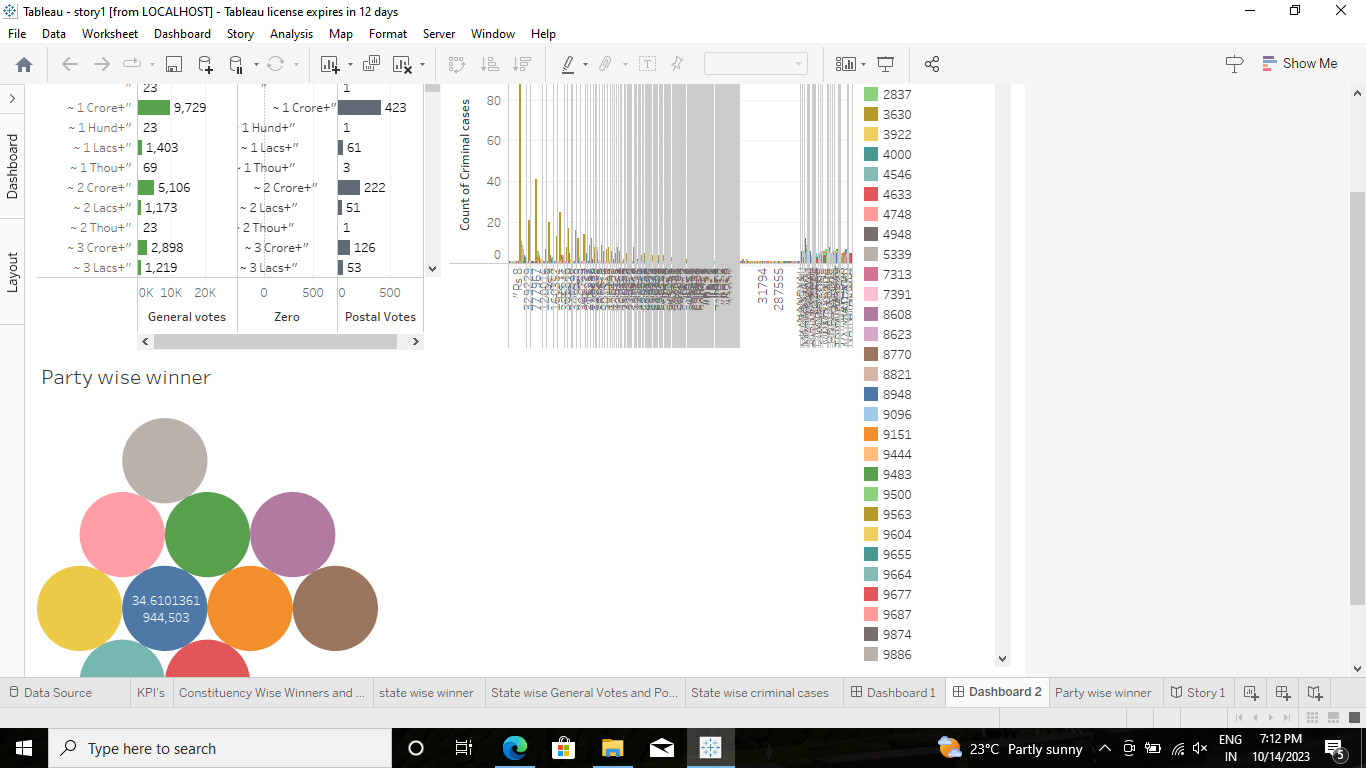 Tableau - story1 [from LOCALHOST] - Tableau license expires in 12 days
File Data Worksheet Dashboard Story Analysis Map Format Server Window Help
Show Me
Dashboard
Layout
" 23 " 1
~ 1 Crore+" 9,729 ~ 1 Crore+" 423
~ 1 Hund+" 23 1 Hund+" 1
~ 1 Lacs+" 1,403 ~ 1 Lacs+" 61
~ 1 Thou+" 69 1 Thou+" 3
~ 2 Crore+" 5,106 ~ 2 Crore+" 222
~ 2 Lacs+" 1,173 ~ 2 Lacs+" 51
~ 2 Thou+" 23 2 Thou+" 1
~ 3 Crore+" 2,898 ~ 3 Crore+" 126
~ 3 Lacs+" 1,219 ~ 3 Lacs+" 53
0K 10K 20K 0 500 0 500
General votes Zero Postal Votes
Count of Criminal cases
80
60
40
20
0
"Rs 8
31794
287555
2837
3630
3922
4000
4546
4633
4748
4948
5339
7313
7391
8608
8623
8770
8821
8948
9096
9151
9444
9483
9500
9563
9604
9655
9664
9677
9687
9874
9886
Party wise winner
34.6101361
944,503
Data Source KPI's Constituency Wise Winners and ... state wise winner State wise General Votes and Po... State wise criminal cases Dashboard 1 Dashboard 2 Party wise winner Story 1
Type here to search
23°C Partly sunny
ENG
IN
7:12 PM
10/14/2023
5